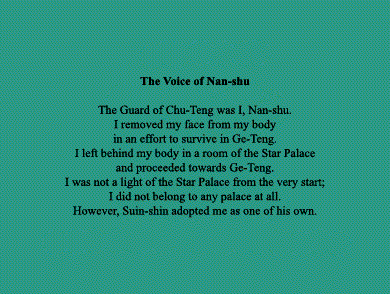 The Voice of Nan-shu
The Guard of Chu-Teng was I, Nan-shu.
I removed my face from my body
in an effort to survive in Ge-Teng.
I left behind my body in a room of the Star Palace
and proceeded towards Ge-Teng.
I was not a light of the Star Palace from the very start;
I did not belong to any palace at all.
However, Suin-shin adopted me as one of his own.